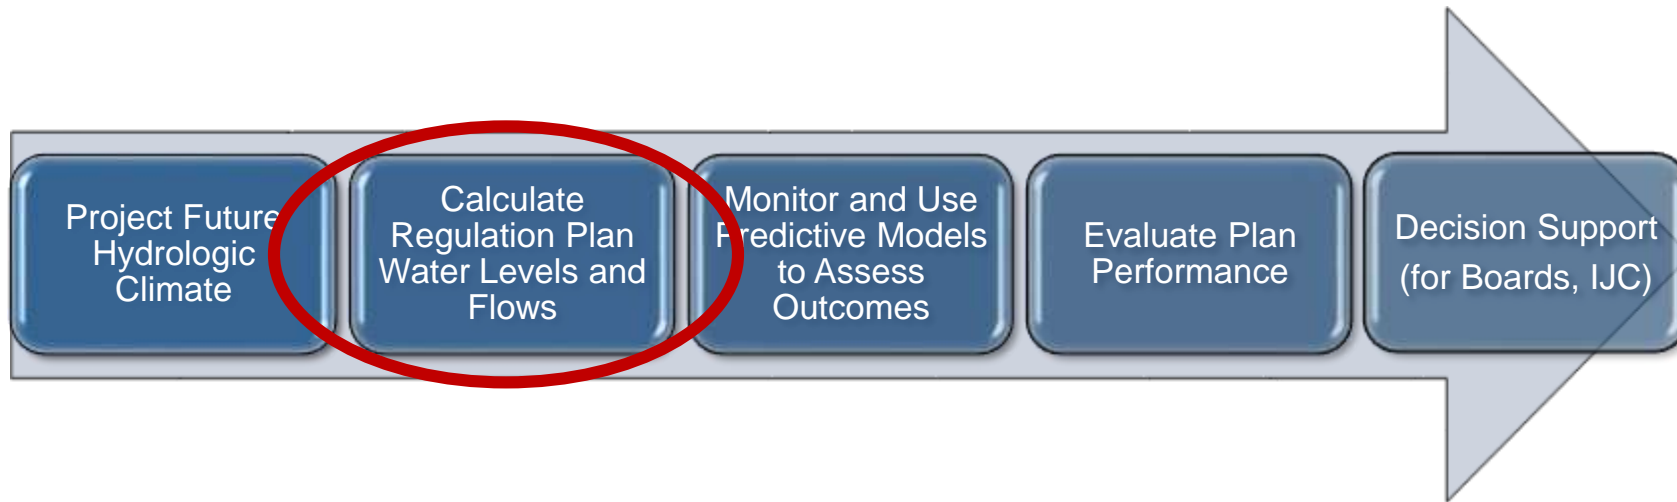 Project Future
Hydrologic
Climate
Calculate
Regulation Plan
Water Levels and
Flows
Monitor and Use
Predictive Models
to Assess
Outcomes
Evaluate Plan
Performance
Decision Support
(for Boards, IJC)